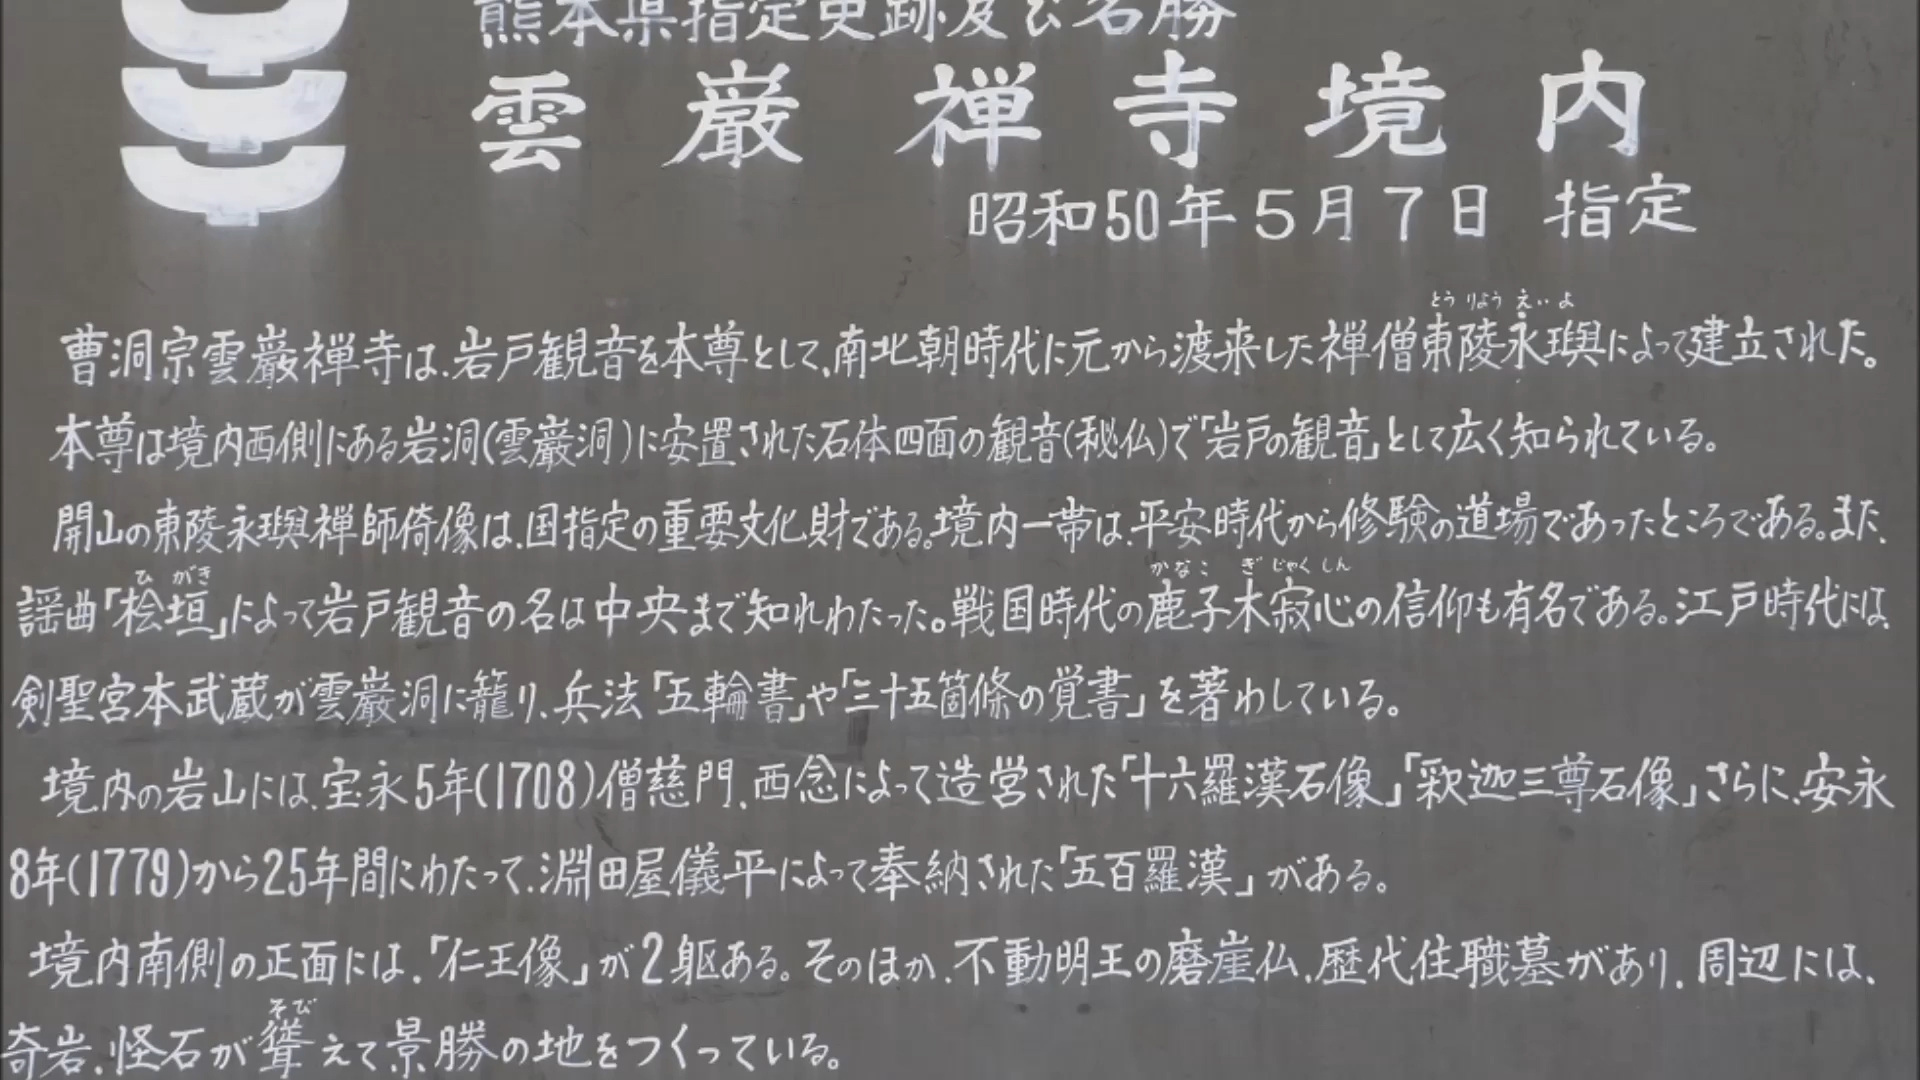 熊本県指定史跡及び名勝
雲巌禅寺境内
昭和50年5月7日 指定
とうりょうえいよ
曹洞宗雲巌禅寺は、岩戸観音を本尊として、南北朝時代に元から渡来した禅僧東陵永璵によって建立された。
本尊は境内西側にある岩洞(雲巌洞)に安置された石体四面の観音(秘仏)で「岩戸の観音」として広く知られている。
開山の東陵永璵禅師倚像は、国指定の重要文化財である。境内一帯は、平安時代から修験の道場であったところである。また、
ひがき かなこぎじゃくしん
謡曲「桧垣」によって岩戸観音の名は中央まで知れわたった。戦国時代の鹿子木寂心の信仰も有名である。江戸時代には、
剣聖宮本武蔵が雲巌洞に籠り、兵法「五輪書」や「三十五箇條の覚書」を著わしている。
境内の岩山には、宝永5年(1708)僧慈門、西念によって造営された「十六羅漢石像」「釈迦三尊石像」さらに、安永
8年(1779)から25年間にわたって、淵田屋儀平によって奉納された「五百羅漢」がある。
境内南側の正面には、「仁王像」が2躯ある。そのほか、不動明王の磨崖仏、歴代住職墓があり、周辺には、
そび
奇岩、怪石が聳えて景勝の地をつくっている。